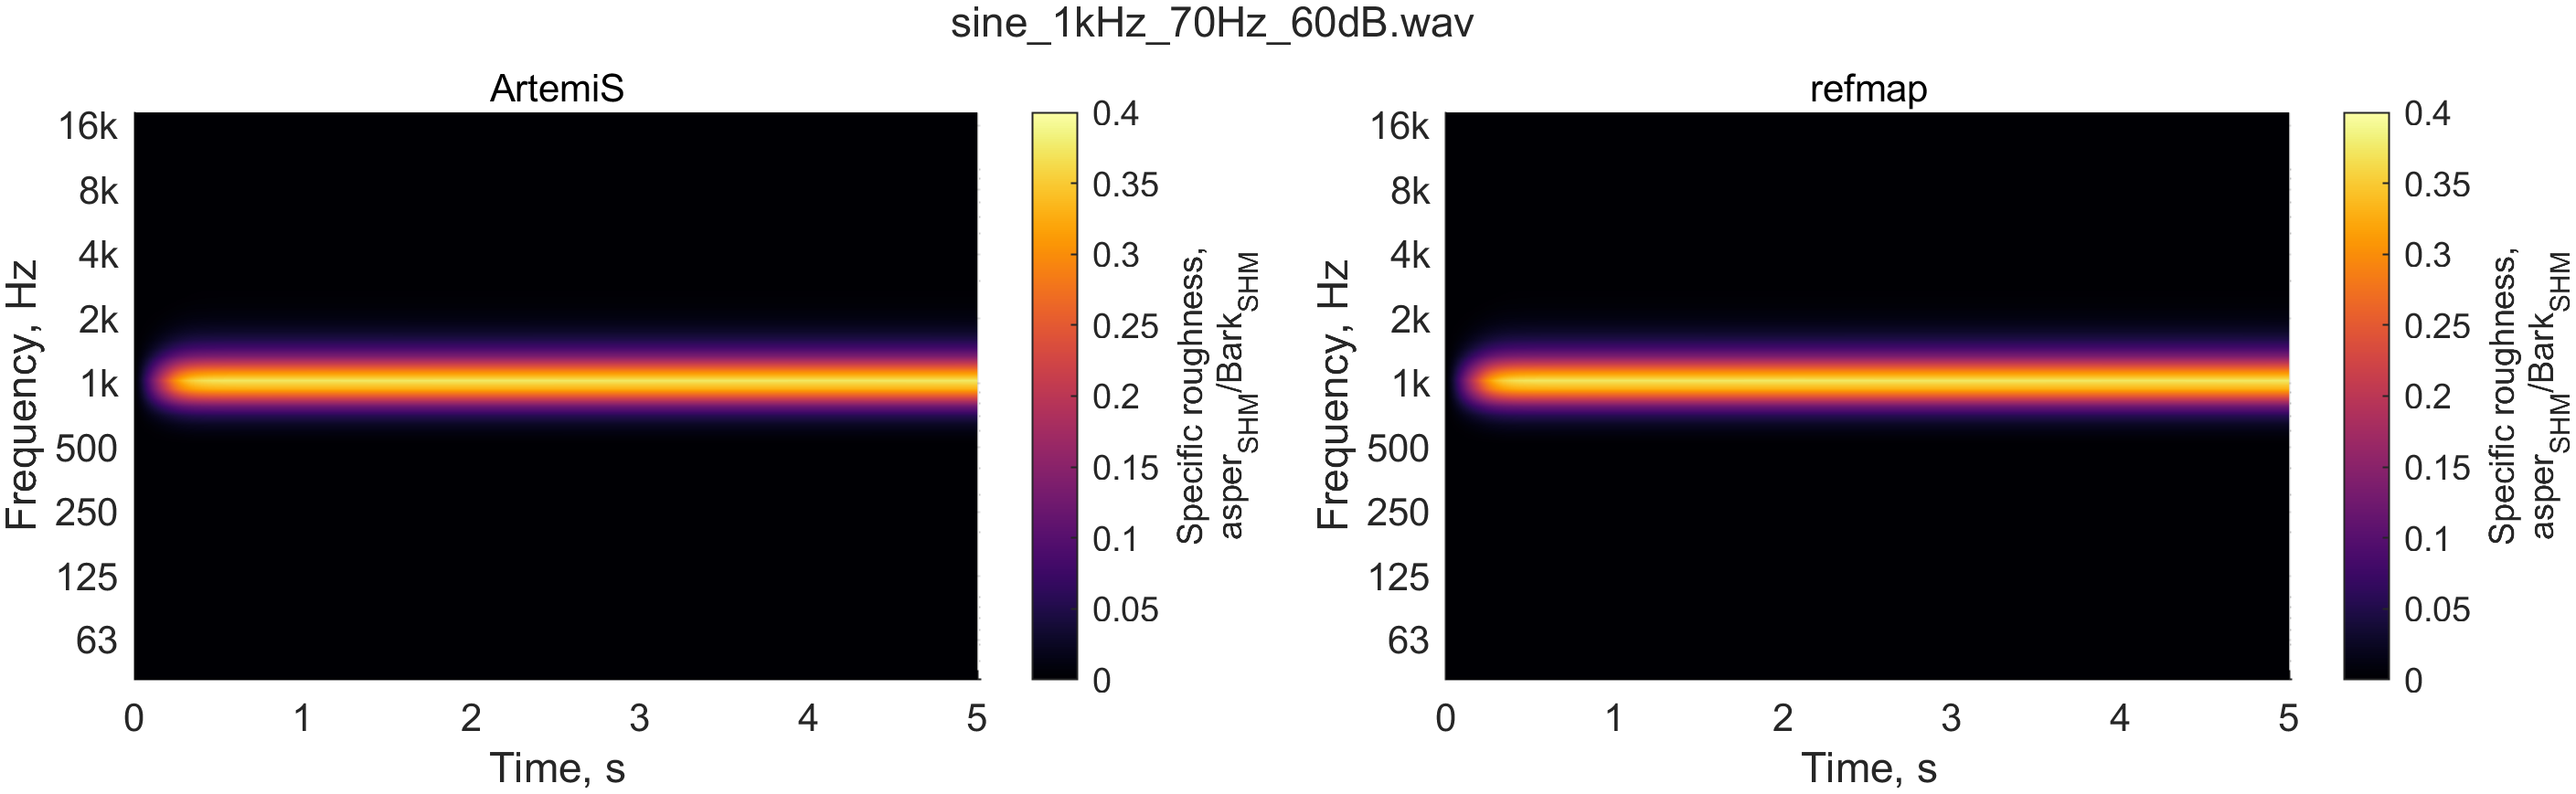 sine_1kHz_70Hz_60dB.wav
ArtemiS
16k
8k
4k
2k
1k
500
250
125
63
Frequency, Hz
0
1
2
3
4
5
Time, s
0.4
0.35
0.3
0.25
0.2
0.15
0.1
0.05
0
Specific roughness,
asper_SHM/Bark_SHM
refmap
16k
8k
4k
2k
1k
500
250
125
63
Frequency, Hz
0
1
2
3
4
5
Time, s
0.4
0.35
0.3
0.25
0.2
0.15
0.1
0.05
0
Specific roughness,
asper_SHM/Bark_SHM